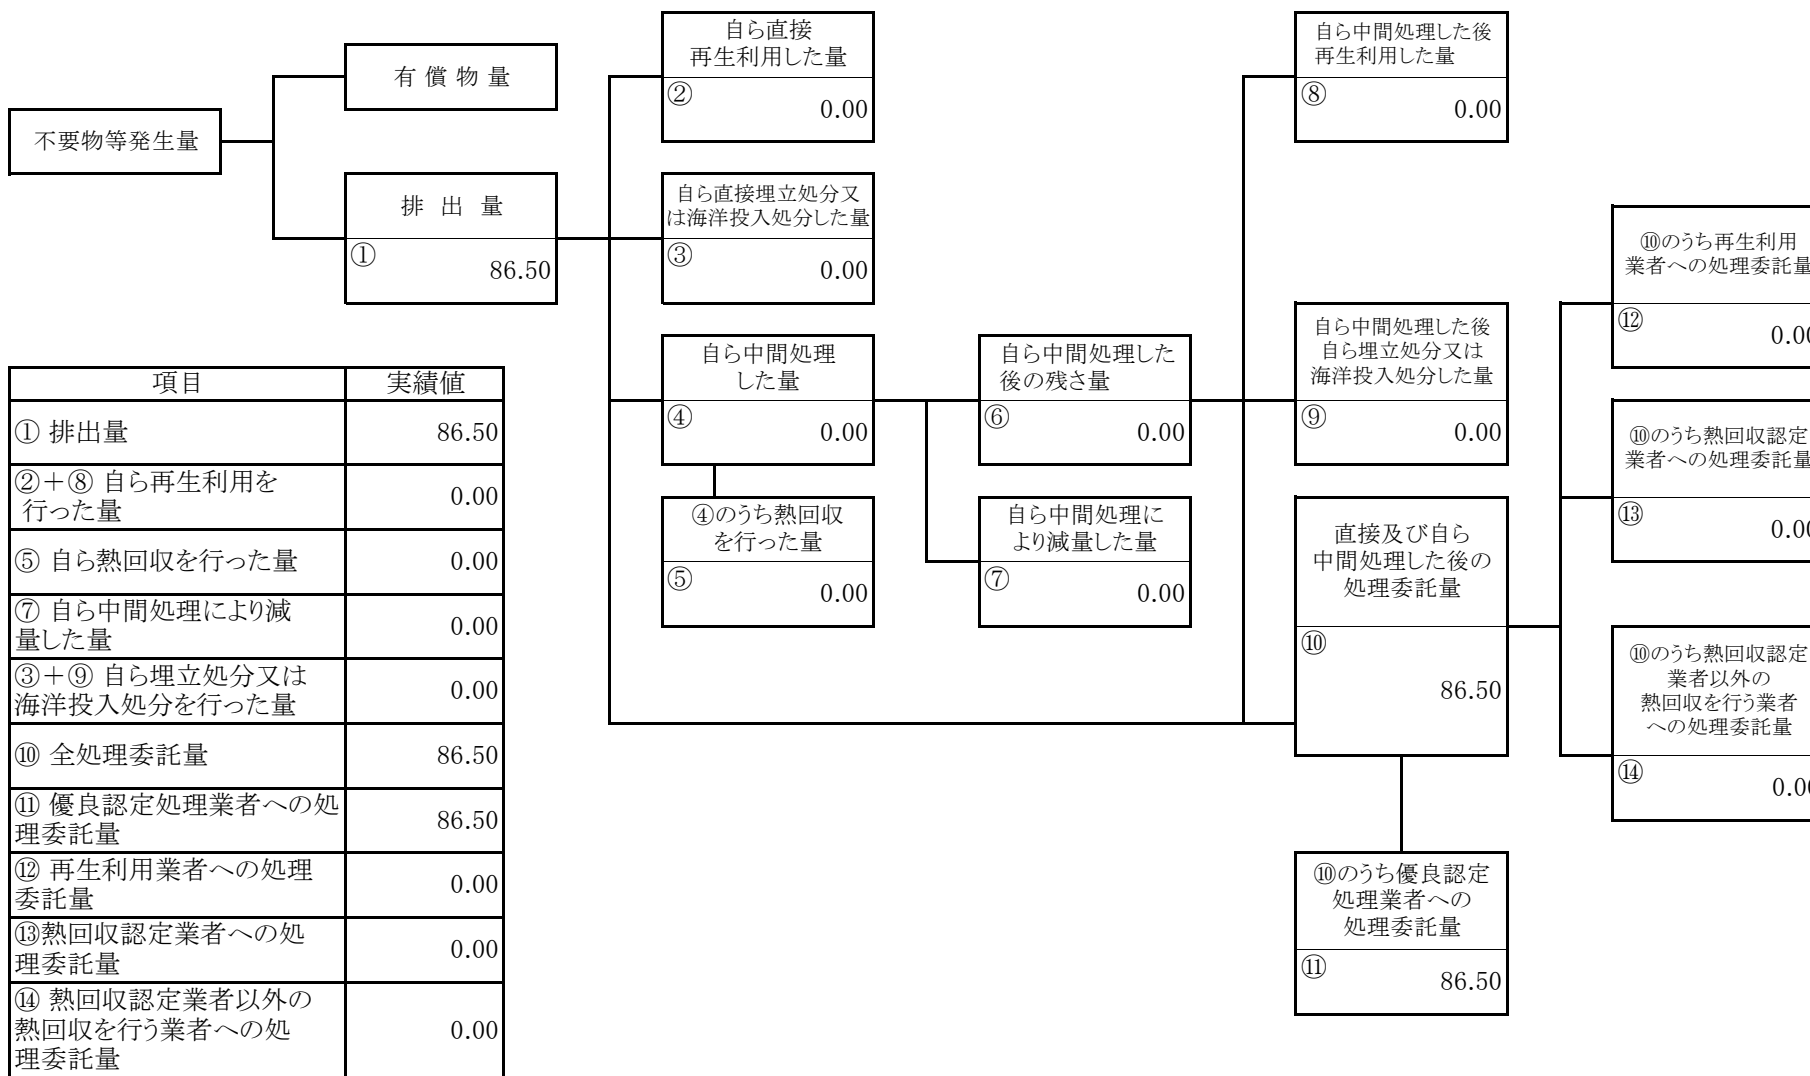 不要物等発生量
有 償 物 量
排 出 量
①
86.50
自ら直接
再生利用した量
②
0.00
自ら直接埋立処分又
は海洋投入処分した量
③
0.00
自ら中間処理
した量
④
0.00
④のうち熱回収
を行った量
⑤
0.00
自ら中間処理した
後の残さ量
⑥
0.00
自ら中間処理に
より減量した量
⑦
0.00
自ら中間処理した後
再生利用した量
⑧
0.00
自ら中間処理した後
自ら埋立処分又は
海洋投入処分した量
⑨
0.00
直接及び自ら
中間処理した後の
処理委託量
⑩
86.50
⑩のうち優良認定
処理業者への
処理委託量
⑪
86.50
⑩のうち再生利用
業者への処理委託量
⑫
0.00
⑩のうち熱回収認定
業者への処理委託量
⑬
0.00
⑩のうち熱回収認定
業者以外の
熱回収を行う業者
への処理委託量
⑭
0.00
項目 実績値
① 排出量 86.50
②＋⑧ 自ら再生利用を
行った量 0.00
⑤ 自ら熱回収を行った量 0.00
⑦ 自ら中間処理により減
量した量 0.00
③＋⑨ 自ら埋立処分又は
海洋投入処分を行った量 0.00
⑩ 全処理委託量 86.50
⑪ 優良認定処理業者への処
理委託量 86.50
⑫ 再生利用業者への処理
委託量 0.00
⑬熱回収認定業者への処
理委託量 0.00
⑭ 熱回収認定業者以外の
熱回収を行う業者への処
理委託量 0.00